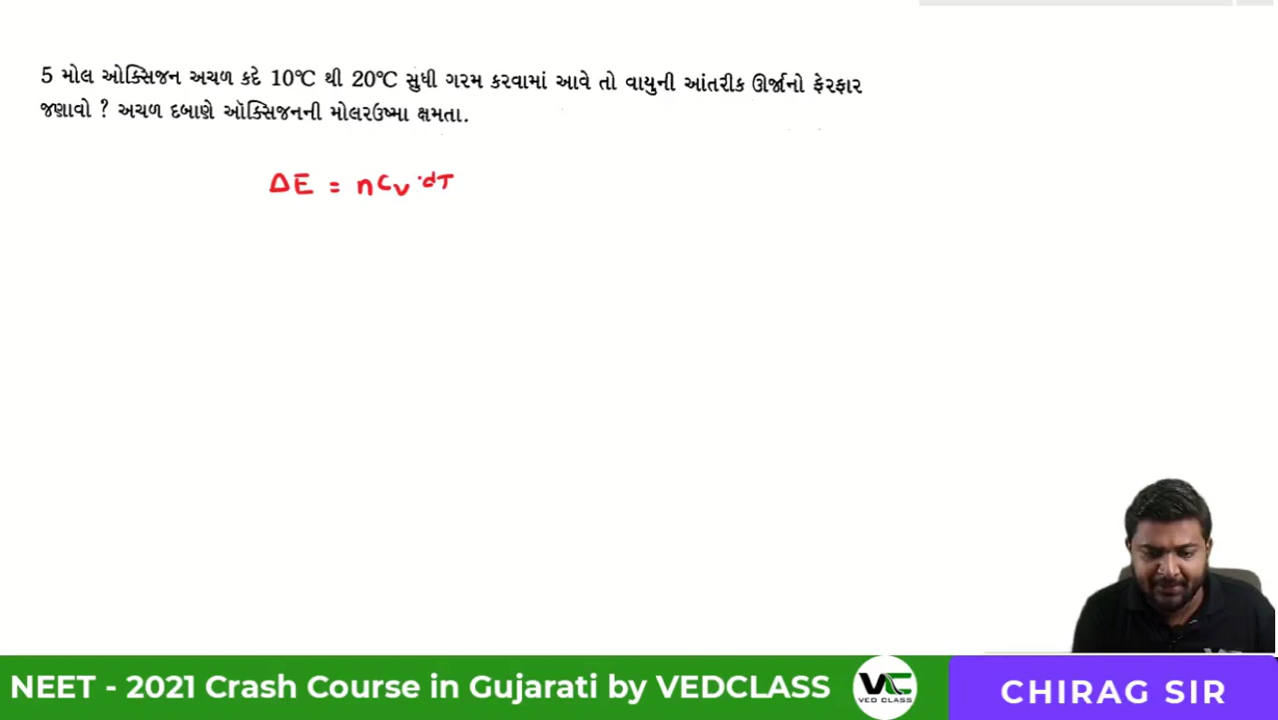 5 મોલ ઓક્સિજન અચળ કદે 10°C થી 20°C સુધી ગરમ કરવામાં આવે તો વાયુની આંતરીક ઊર્જાનો ફેરફાર
જણાવો ? અચળ દબાણે ઑક્સિજનની મોલરઉષ્મા ક્ષમતા.
ΔE = nCv·dT
NEET - 2021 Crash Course in Gujarati by VEDCLASS
VC
VED CLASS
CHIRAG SIR